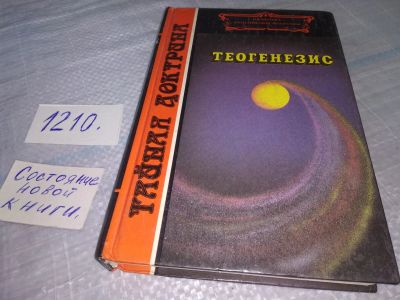 1210.
Состояние
новой
книги.
ТАЙНАЯ ДОКТРИНА
ТЕОГЕНЕЗИС